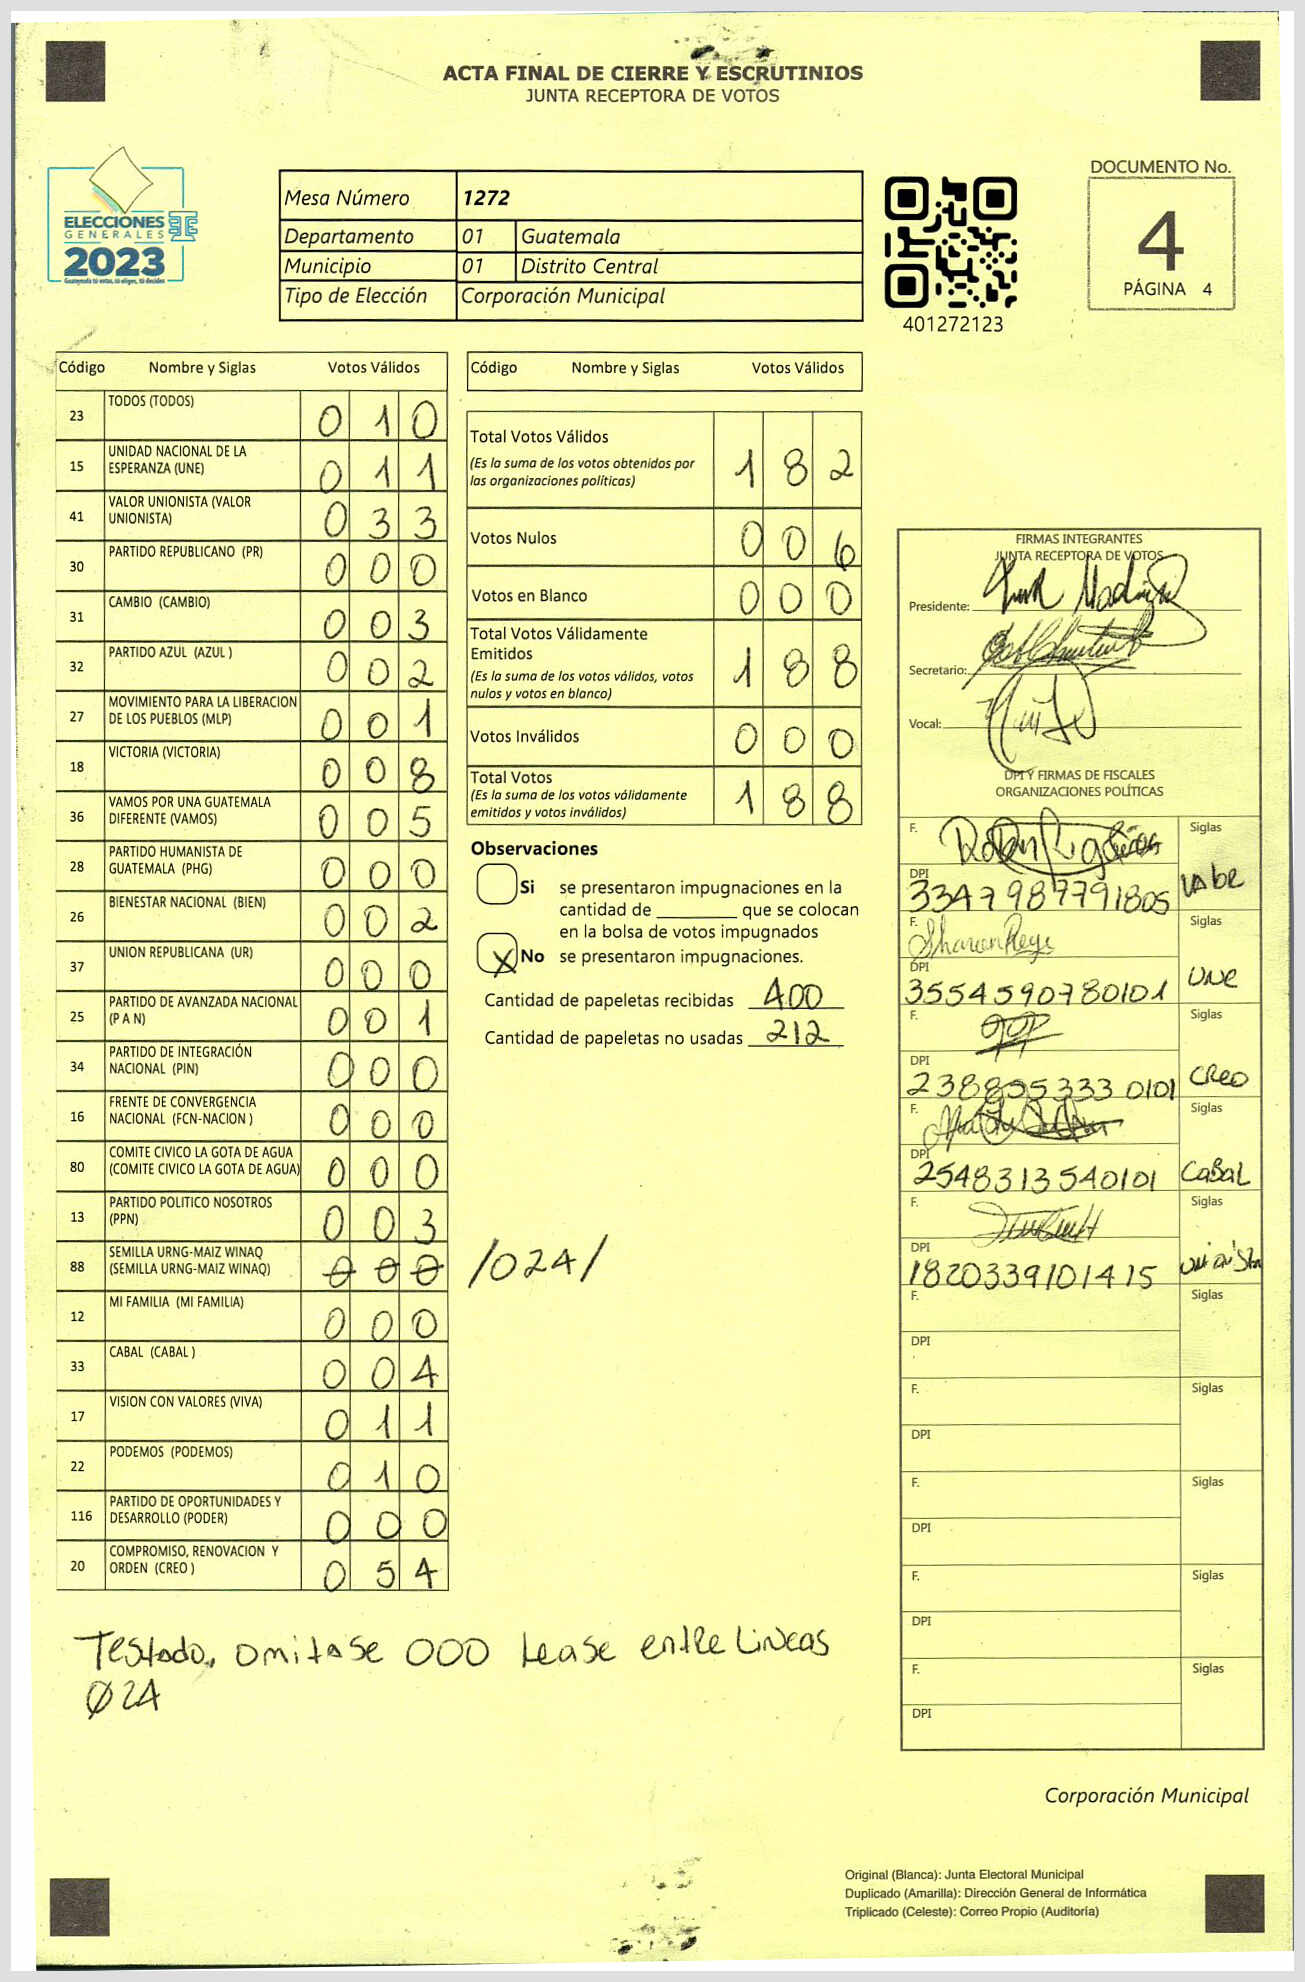 ACTA FINAL DE CIERRE Y ESCRUTINIOS
JUNTA RECEPTORA DE VOTOS
ELECCIONES
GENERALES
2023
Guatemala tú votas, tú eliges, tú decides
Mesa Número 1272
Departamento 01 Guatemala
Municipio 01 Distrito Central
Tipo de Elección Corporación Municipal
401272123
DOCUMENTO No.
4
PÁGINA 4
Código Nombre y Siglas Votos Válidos
23 TODOS (TODOS) 0 1 0
15 UNIDAD NACIONAL DE LA
ESPERANZA (UNE) 0 1 1
41 VALOR UNIONISTA (VALOR
UNIONISTA) 0 3 3
30 PARTIDO REPUBLICANO (PR) 0 0 0
31 CAMBIO (CAMBIO) 0 0 3
32 PARTIDO AZUL (AZUL ) 0 0 2
27 MOVIMIENTO PARA LA LIBERACION
DE LOS PUEBLOS (MLP) 0 0 1
18 VICTORIA (VICTORIA) 0 0 8
36 VAMOS POR UNA GUATEMALA
DIFERENTE (VAMOS) 0 0 5
28 PARTIDO HUMANISTA DE
GUATEMALA (PHG) 0 0 0
26 BIENESTAR NACIONAL (BIEN) 0 0 2
37 UNION REPUBLICANA (UR) 0 0 0
25 PARTIDO DE AVANZADA NACIONAL
(P A N) 0 0 1
34 PARTIDO DE INTEGRACIÓN
NACIONAL (PIN) 0 0 0
16 FRENTE DE CONVERGENCIA
NACIONAL (FCN-NACION ) 0 0 0
80 COMITE CIVICO LA GOTA DE AGUA
(COMITE CIVICO LA GOTA DE AGUA) 0 0 0
13 PARTIDO POLITICO NOSOTROS
(PPN) 0 0 3
88 SEMILLA URNG-MAIZ WINAQ
(SEMILLA URNG-MAIZ WINAQ) 0 0 0 /024/
12 MI FAMILIA (MI FAMILIA) 0 0 0
33 CABAL (CABAL ) 0 0 4
17 VISION CON VALORES (VIVA) 0 1 1
22 PODEMOS (PODEMOS) 0 1 0
116 PARTIDO DE OPORTUNIDADES Y
DESARROLLO (PODER) 0 0 0
20 COMPROMISO, RENOVACION Y
ORDEN (CREO ) 0 5 4
Testado, omitase 000 Lease entre Lineas
024
Código Nombre y Siglas Votos Válidos
Total Votos Válidos
(Es la suma de los votos obtenidos por
las organizaciones políticas) 1 8 2
Votos Nulos 0 0 6
Votos en Blanco 0 0 0
Total Votos Válidamente
Emitidos
(Es la suma de los votos válidos, votos
nulos y votos en blanco) 1 8 8
Votos Inválidos 0 0 0
Total Votos
(Es la suma de los votos válidamente
emitidos y votos inválidos) 1 8 8
Observaciones
Si se presentaron impugnaciones en la
cantidad de ________ que se colocan
en la bolsa de votos impugnados
X No se presentaron impugnaciones.
Cantidad de papeletas recibidas 400
Cantidad de papeletas no usadas 212
FIRMAS INTEGRANTES
JUNTA RECEPTORA DE VOTOS
Presidente:
Secretario:
Vocal:
DPI Y FIRMAS DE FISCALES
ORGANIZACIONES POLÍTICAS
F. Siglas
DPI
3347987791805
F. Sharon Reyes Siglas
DPI
3554590780101 UNE
F. Siglas
DPI
2388953330101 CREO
F. Siglas
DPI
2548313540101 CABAL
F. Siglas
DPI
1820339101415 unionista
F. Siglas
DPI
F. Siglas
DPI
F. Siglas
DPI
F. Siglas
DPI
F. Siglas
DPI
Corporación Municipal
Original (Blanca): Junta Electoral Municipal
Duplicado (Amarilla): Dirección General de Informática
Triplicado (Celeste): Correo Propio (Auditoría)